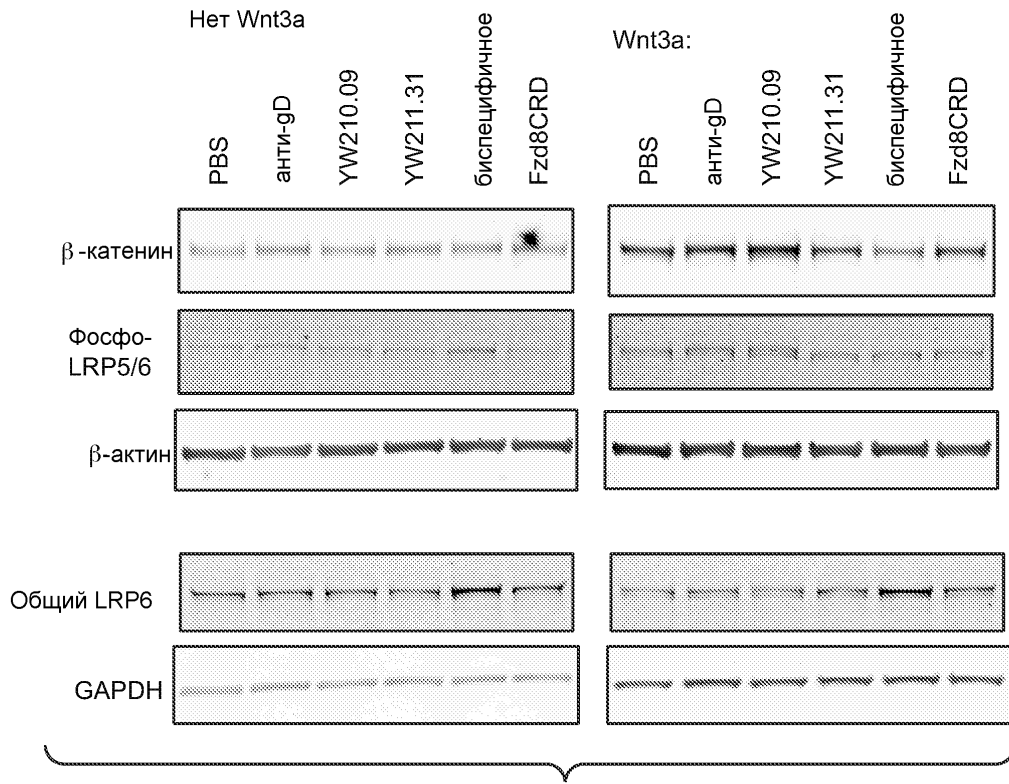 Нет Wnt3a
Wnt3a:
PBS
анти-gD
YW210.09
YW211.31
биспецифичное
Fzd8CRD
PBS
анти-gD
YW210.09
YW211.31
биспецифичное
Fzd8CRD
β-катенин
Фосфо-
LRP5/6
β-актин
Общий LRP6
GAPDH